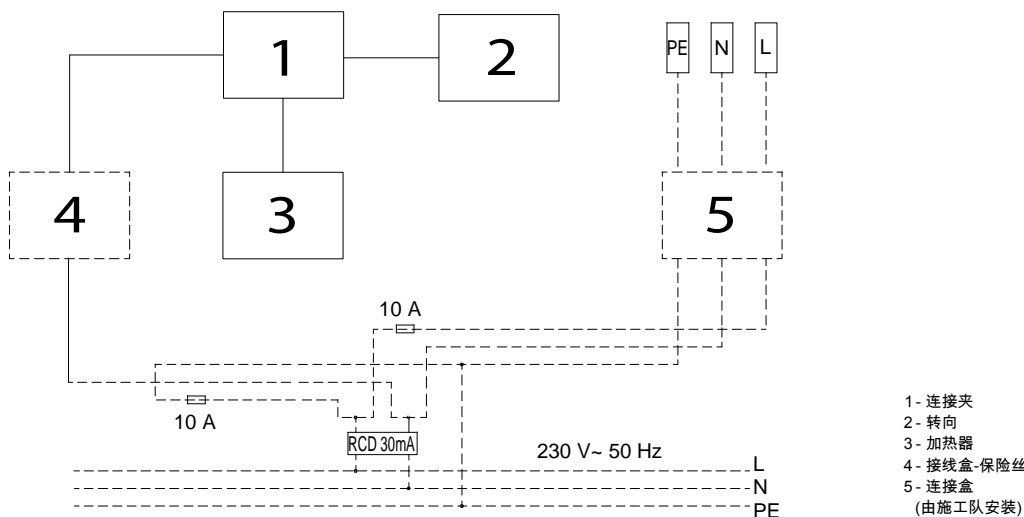 1
2
PE
N
L
4
3
5
10 A
10 A
RCD 30mA
230 V~ 50 Hz
L
N
PE
1 - 连接夹
2 - 转向
3 - 加热器
4 - 接线盒-保险丝
5 - 连接盒
(由施工队安装)